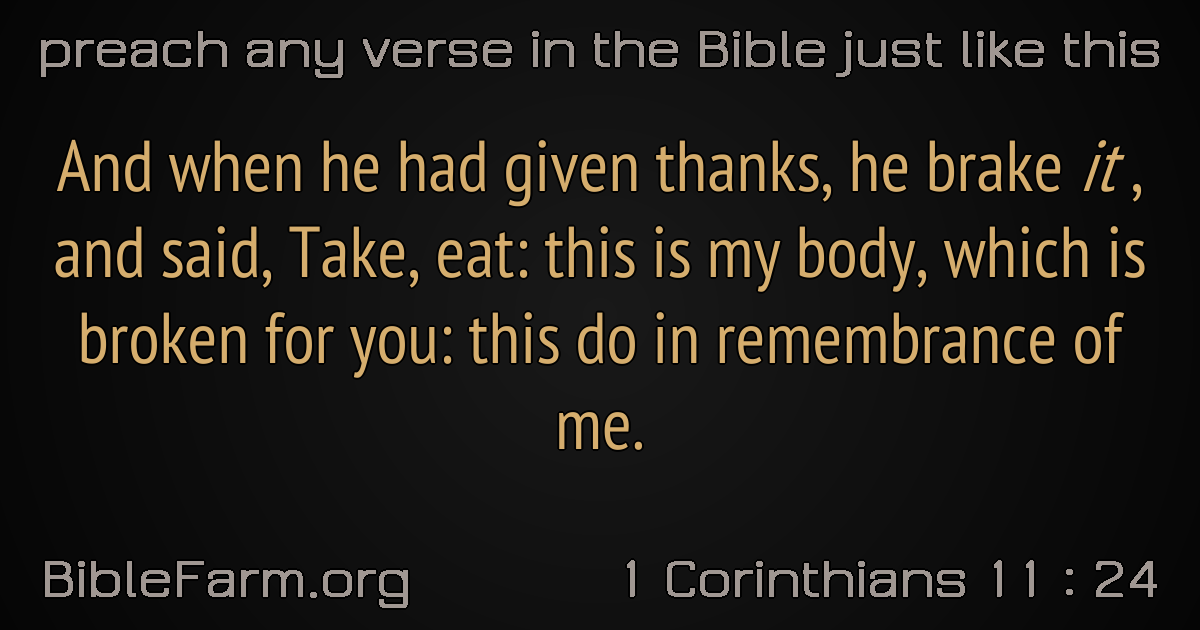 preach any verse in the Bible just like this
And when he had given thanks, he brake it ,
and said, Take, eat: this is my body, which is
broken for you: this do in remembrance of
me.
BibleFarm.org
1 Corinthians 11 : 24